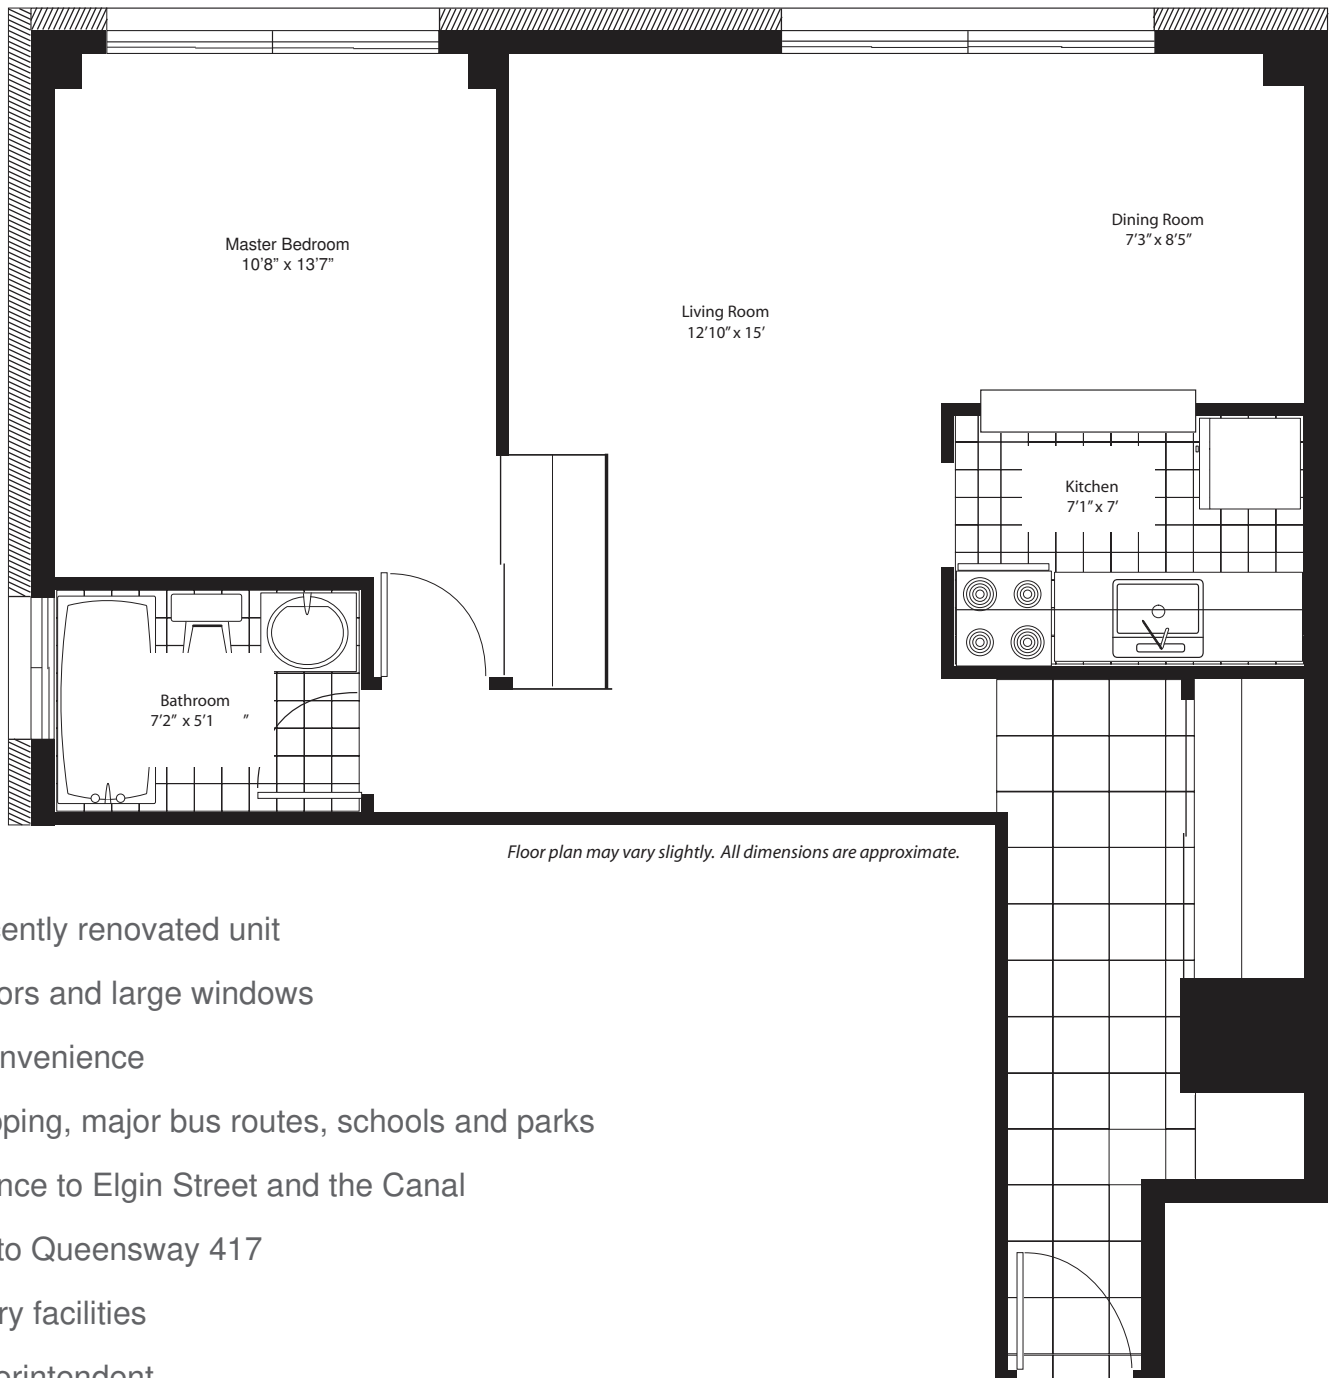 Master Bedroom
10'8" x 13'7"
Dining Room
7'3" x 8'5"
Living Room
12'10" x 15'
Kitchen
7'1" x 7'
Bathroom
7'2" x 5'1 "
Floor plan may vary slightly. All dimensions are approximate.
ently renovated unit
ors and large windows
nvenience
ping, major bus routes, schools and parks
nce to Elgin Street and the Canal
to Queensway 417
ry facilities
erintendent